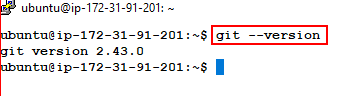 ubuntu@ip-172-31-91-201: ~
ubuntu@ip-172-31-91-201:~$ git --version
git version 2.43.0
ubuntu@ip-172-31-91-201:~$